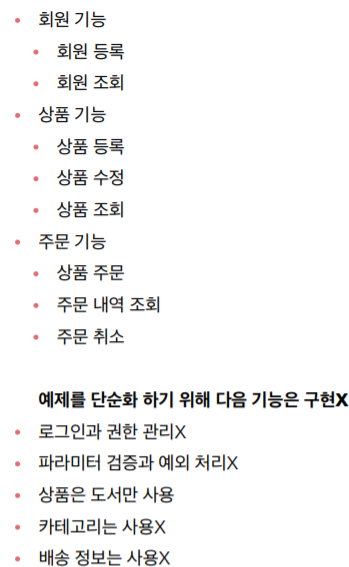 회원 기능
회원 등록
회원 조회
상품 기능
상품 등록
상품 수정
상품 조회
주문 기능
상품 주문
주문 내역 조회
주문 취소
예제를 단순화 하기 위해 다음 기능은 구현X
로그인과 권한 관리X
파라미터 검증과 예외 처리X
상품은 도서만 사용
카테고리는 사용X
배송 정보는 사용X